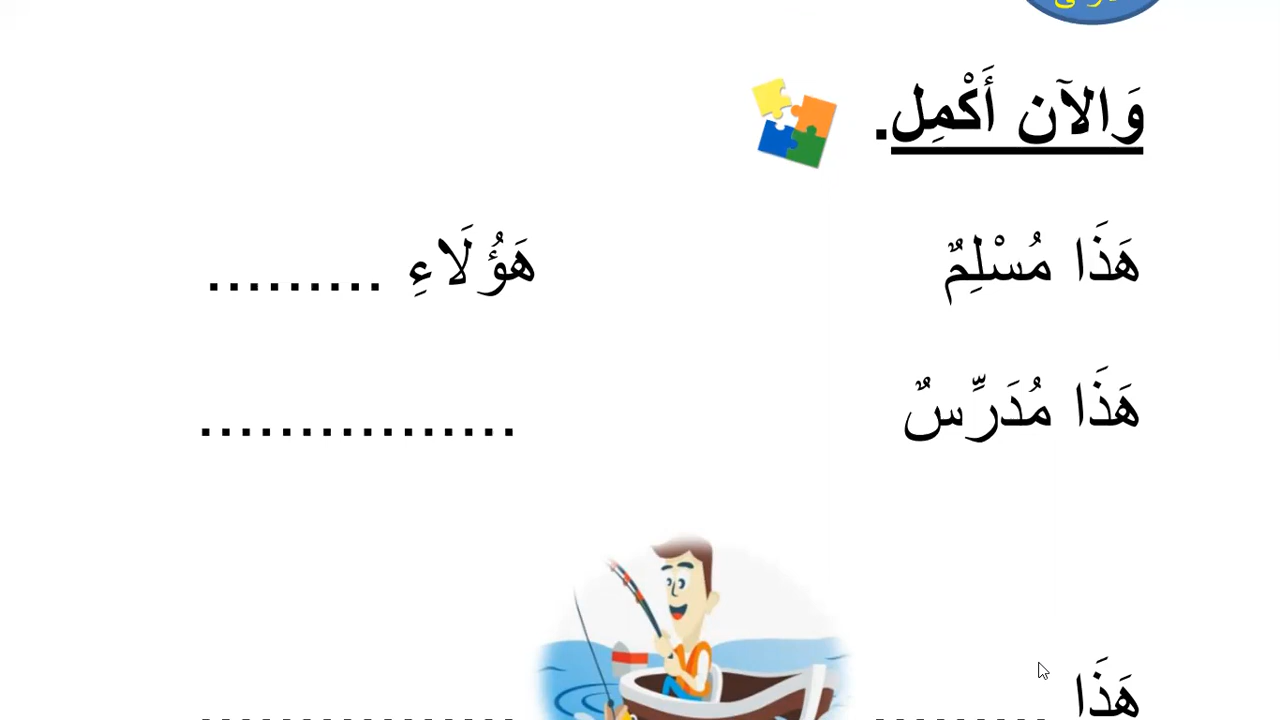 وَالآن أَكْمِل.
هَذَا مُسْلِمٌ هَؤُلَاءِ .........
هَذَا مُدَرِّسٌ ................
هَذَا ......... ................